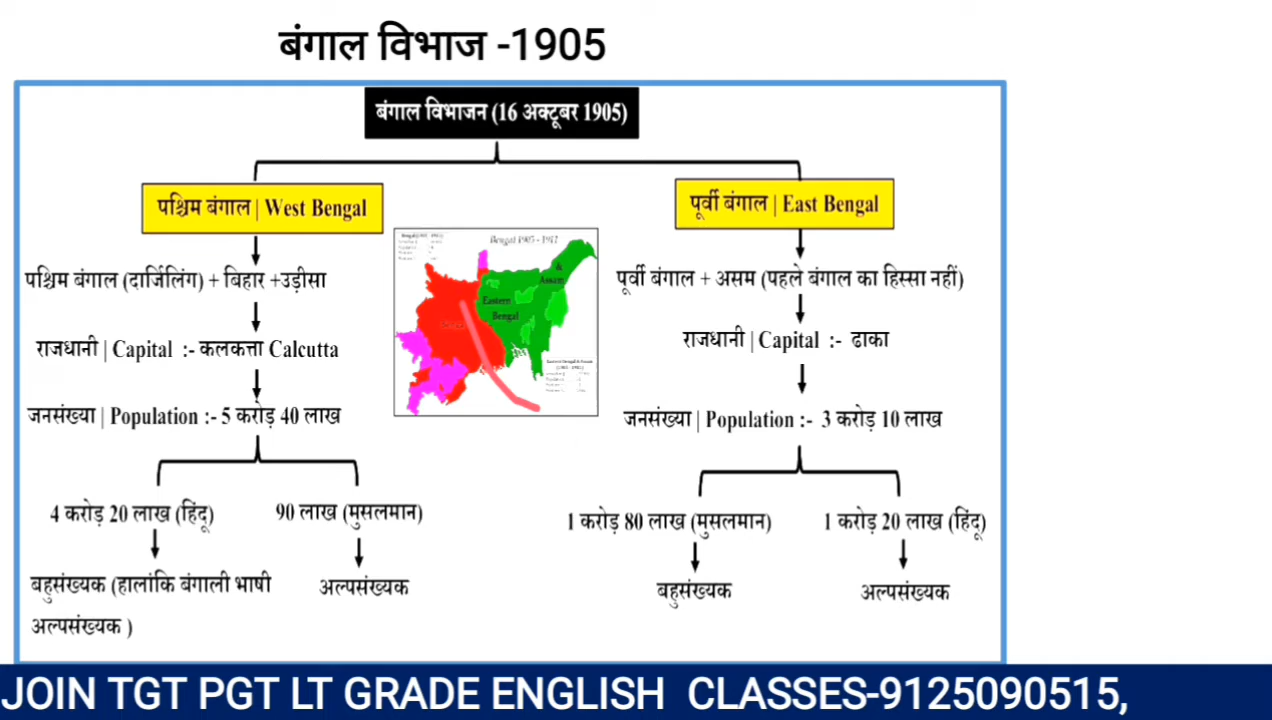 बंगाल विभाज -1905
बंगाल विभाजन (16 अक्टूबर 1905)
पश्चिम बंगाल | West Bengal
पूर्वी बंगाल | East Bengal
पश्चिम बंगाल (दार्जिलिंग) + बिहार +उड़ीसा
पूर्वी बंगाल + असम (पहले बंगाल का हिस्सा नहीं)
Bengal 1905 - 1911
&
Assam
Eastern
Bengal
राजधानी | Capital :- कलकत्ता Calcutta
राजधानी | Capital :- ढाका
जनसंख्या | Population :- 5 करोड़ 40 लाख
जनसंख्या | Population :- 3 करोड़ 10 लाख
4 करोड़ 20 लाख (हिंदू)
90 लाख (मुसलमान)
1 करोड़ 80 लाख (मुसलमान)
1 करोड़ 20 लाख (हिंदू)
बहुसंख्यक (हालांकि बंगाली भाषी
अल्पसंख्यक )
अल्पसंख्यक
बहुसंख्यक
अल्पसंख्यक
JOIN TGT PGT LT GRADE ENGLISH CLASSES-9125090515,